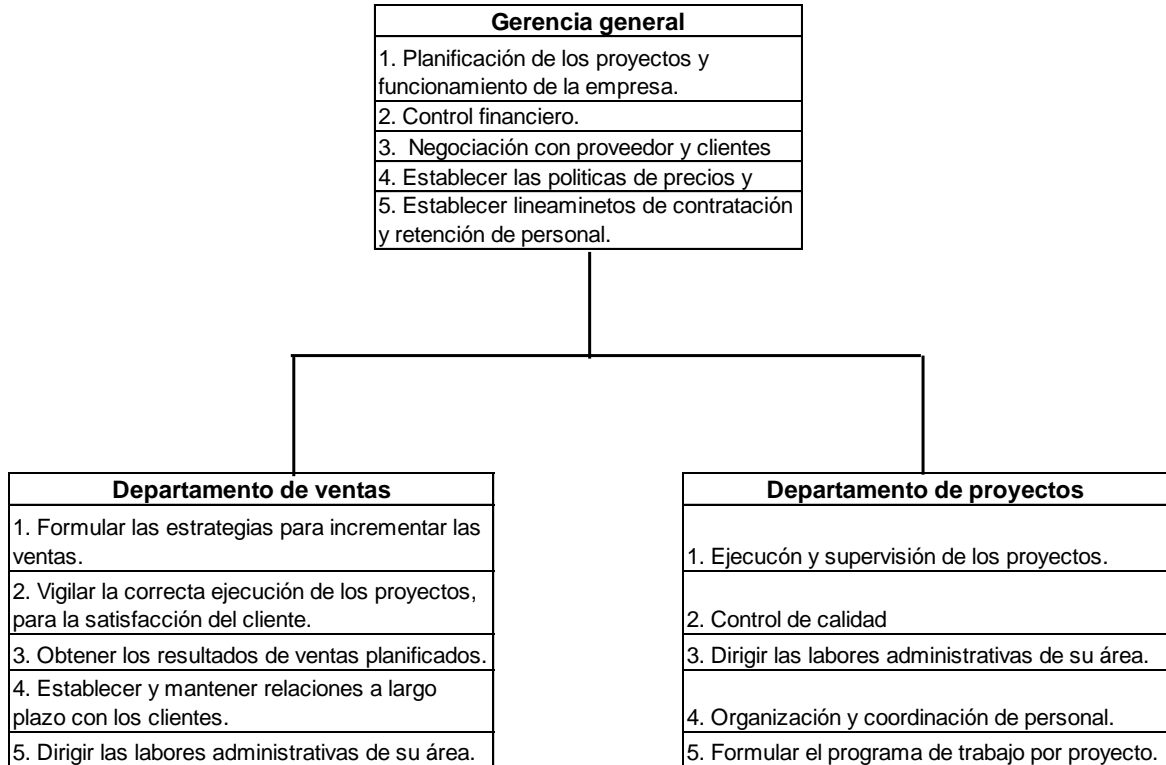 Gerencia general
1. Planificación de los proyectos y
funcionamiento de la empresa.
2. Control financiero.
3.  Negociación con proveedor y clientes
4. Establecer las politicas de precios y
5. Establecer lineaminetos de contratación
y retención de personal.
Departamento de ventas
1. Formular las estrategias para incrementar las
ventas.
2. Vigilar la correcta ejecución de los proyectos,
para la satisfacción del cliente.
3. Obtener los resultados de ventas planificados.
4. Establecer y mantener relaciones a largo
plazo con los clientes.
5. Dirigir las labores administrativas de su área.
Departamento de proyectos
1. Ejecucón y supervisión de los proyectos.
2. Control de calidad
3. Dirigir las labores administrativas de su área.
4. Organización y coordinación de personal.
5. Formular el programa de trabajo por proyecto.